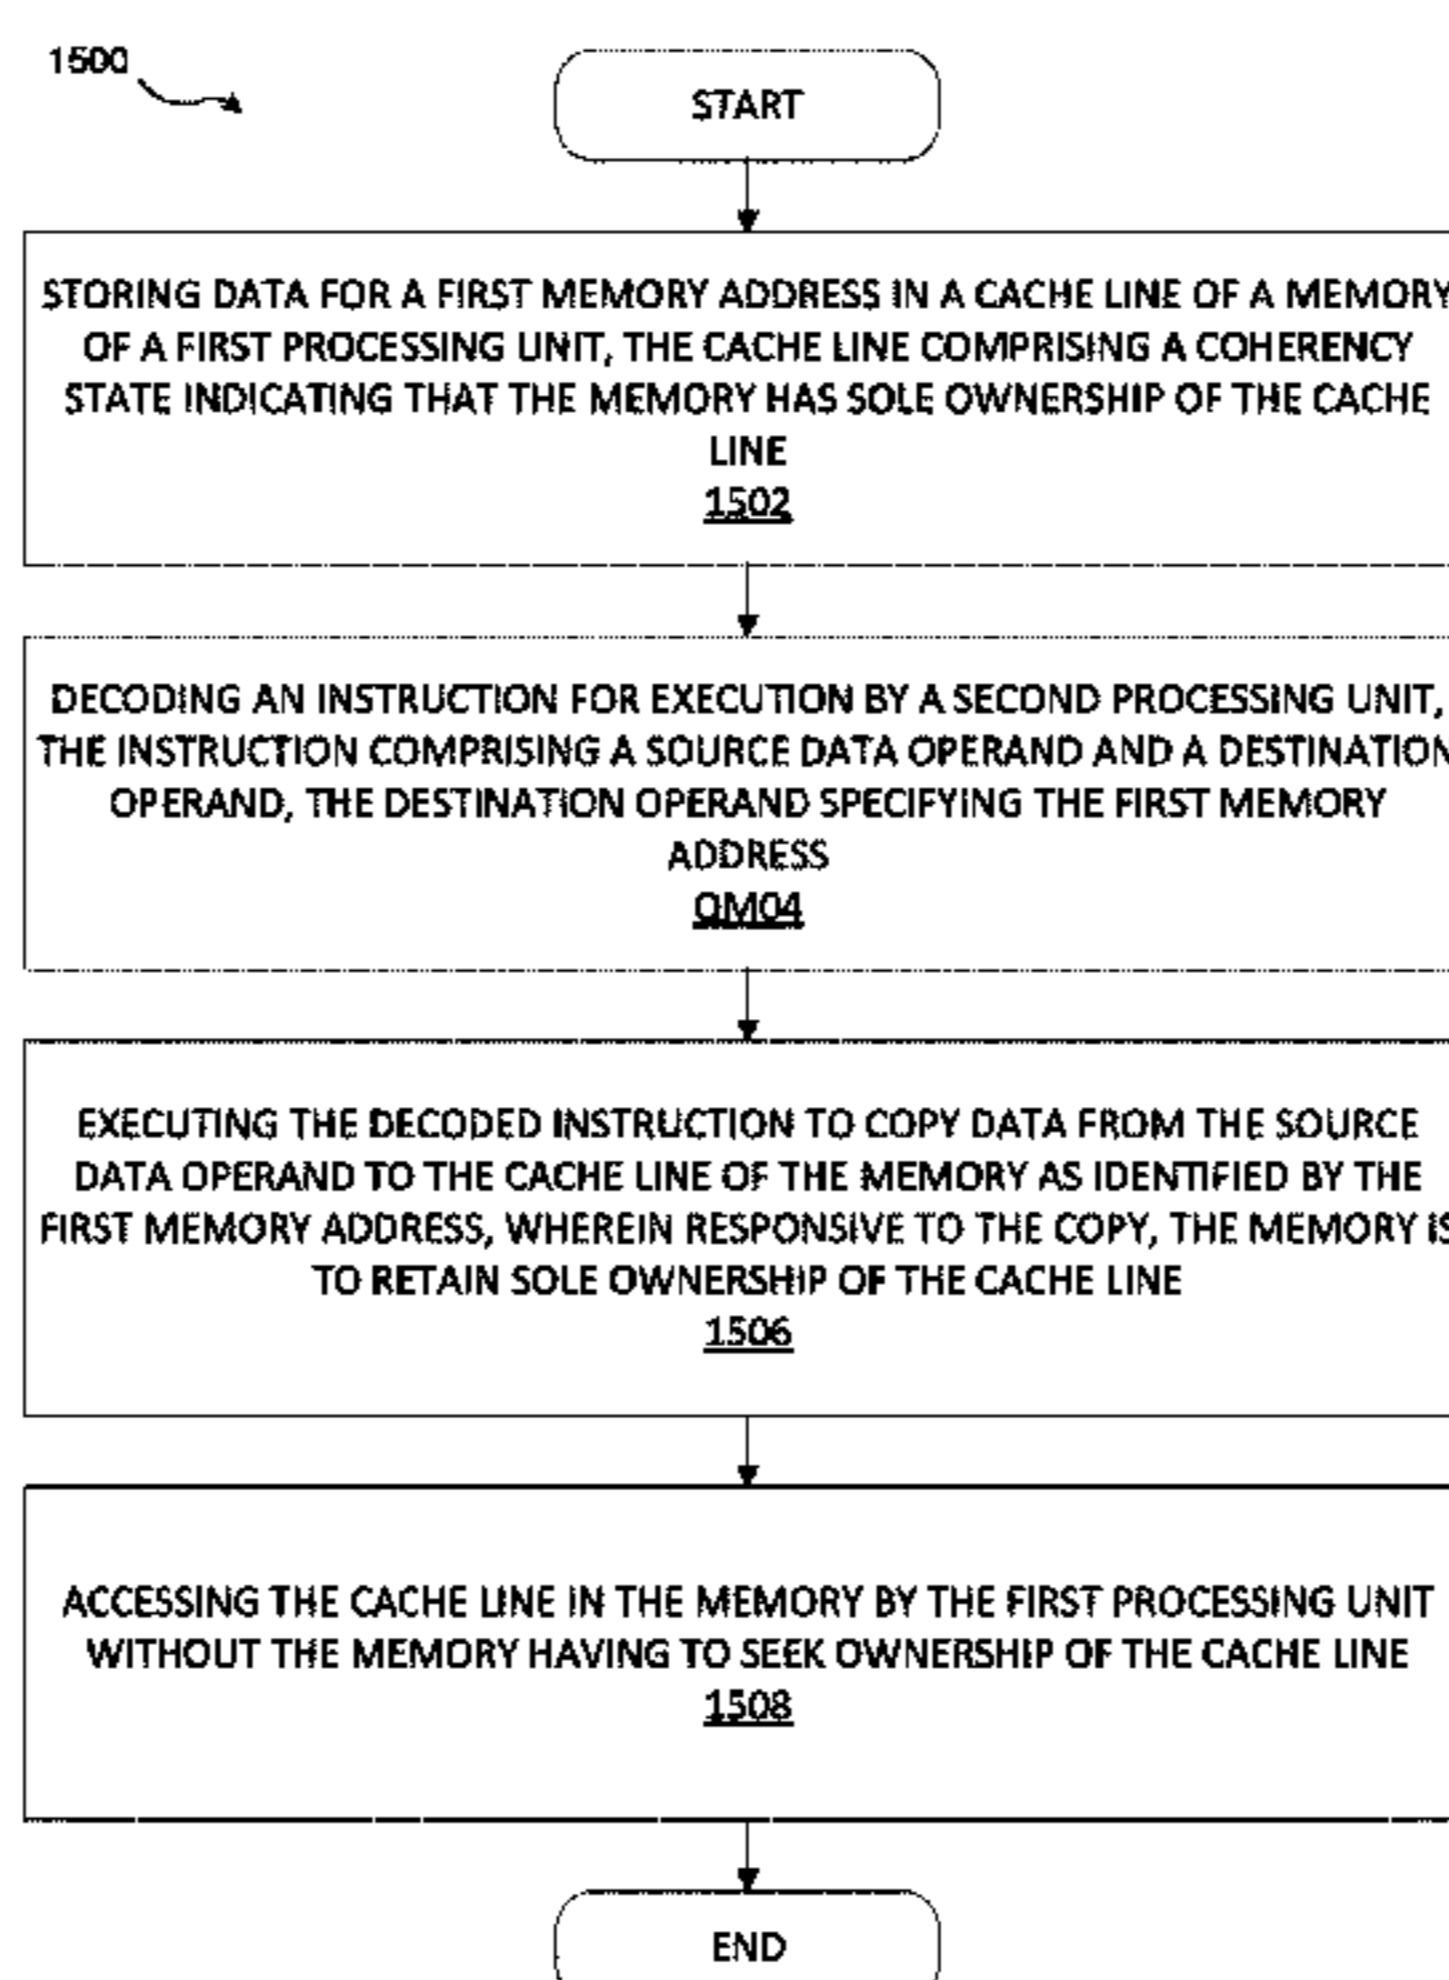 1500
START
STORING DATA FOR A FIRST MEMORY ADDRESS IN A CACHE LINE OF A MEMORY
OF A FIRST PROCESSING UNIT, THE CACHE LINE COMPRISING A COHERENCY
STATE INDICATING THAT THE MEMORY HAS SOLE OWNERSHIP OF THE CACHE
LINE
1502
DECODING AN INSTRUCTION FOR EXECUTION BY A SECOND PROCESSING UNIT,
THE INSTRUCTION COMPRISING A SOURCE DATA OPERAND AND A DESTINATION
OPERAND, THE DESTINATION OPERAND SPECIFYING THE FIRST MEMORY
ADDRESS
QM04
EXECUTING THE DECODED INSTRUCTION TO COPY DATA FROM THE SOURCE
DATA OPERAND TO THE CACHE LINE OF THE MEMORY AS IDENTIFIED BY THE
FIRST MEMORY ADDRESS, WHEREIN RESPONSIVE TO THE COPY, THE MEMORY IS
TO RETAIN SOLE OWNERSHIP OF THE CACHE LINE
1506
ACCESSING THE CACHE LINE IN THE MEMORY BY THE FIRST PROCESSING UNIT
WITHOUT THE MEMORY HAVING TO SEEK OWNERSHIP OF THE CACHE LINE
1508
END